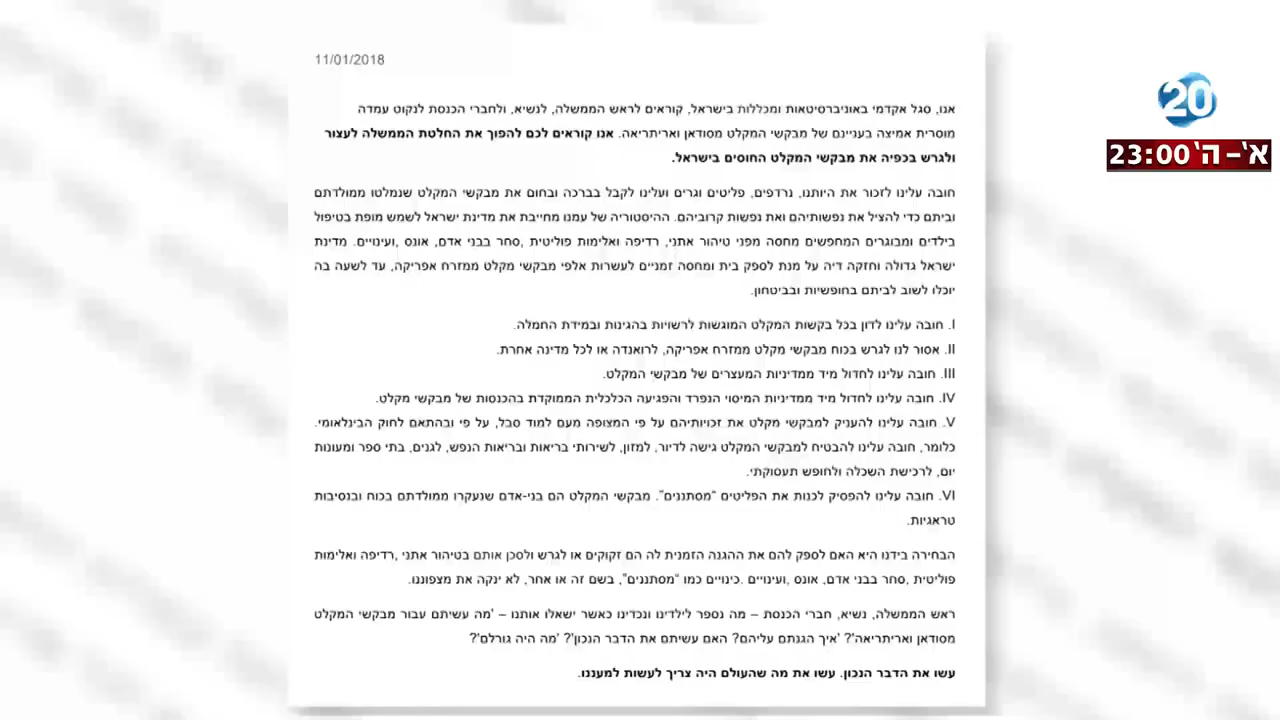 11/01/2018
אנו, סגל אקדמי באוניברסיטאות ומכללות בישראל, קוראים לראש הממשלה, לנשיא, ולחברי הכנסת לנקוט עמדה
מוסרית אמיצה בעניינם של מבקשי המקלט מסודאן ואריתריאה. אנו קוראים לכם להפוך את החלטת הממשלה לעצור
ולגרש בכפיה את מבקשי המקלט החוסים בישראל.
חובה עלינו לזכור את היותנו, נרדפים, פליטים וגרים ועלינו לקבל בברכה ובחום את מבקשי המקלט שנמלטו ממולדתם
וביתם כדי להציל את נפשותיהם ואת נפשות קרוביהם. ההיסטוריה של עמנו מחייבת את מדינת ישראל לשמש מופת בטיפול
בילדים ומבוגרים המחפשים מחסה מפני טיהור אתני, רדיפה ואלימות פוליטית ,סחר בבני אדם, אונס ,ועינויים. מדינת
ישראל גדולה וחזקה דיה על מנת לספק בית ומחסה זמניים לעשרות אלפי מבקשי מקלט ממזרח אפריקה, עד לשעה בה
יוכלו לשוב לביתם בחופשיות ובביטחון.
I. חובה עלינו לדון בכל בקשות המקלט המוגשות לרשויות בהגינות ובמידת החמלה.
II. אסור לנו לגרש בכוח מבקשי מקלט ממזרח אפריקה, לרואנדה או לכל מדינה אחרת.
III. חובה עלינו לחדול מיד ממדיניות המעצרים של מבקשי המקלט.
IV. חובה עלינו לחדול מיד ממדיניות המיסוי הנפרד והפגיעה הכלכלית הממוקדת בהכנסות של מבקשי מקלט.
V. חובה עלינו להעניק למבקשי מקלט את זכויותיהם על פי המצופה מעם למוד סבל, על פי ובהתאם לחוק הבינלאומי.
כלומר, חובה עלינו להבטיח למבקשי המקלט גישה לדיור, למזון, לשירותי בריאות ובריאות הנפש, לגנים, בתי ספר ומעונות
יום, לרכישת השכלה ולחופש תעסוקתי.
VI. חובה עלינו להפסיק לכנות את הפליטים "מסתננים". מבקשי המקלט הם בני-אדם שנעקרו ממולדתם בכוח ובנסיבות
טראגיות.
הבחירה בידנו היא האם לספק להם את ההגנה הזמנית לה הם זקוקים או לגרש ולסכן אותם בטיהור אתני ,רדיפה ואלימות
פוליטית ,סחר בבני אדם, אונס ,ועינויים .כינויים כמו "מסתננים", בשם זה או אחר, לא ינקה את מצפוננו.
ראש הממשלה, נשיא, חברי הכנסת – מה נספר לילדינו ונכדינו כאשר ישאלו אותנו – 'מה עשיתם עבור מבקשי המקלט
מסודאן ואריתריאה'? 'איך הגנתם עליהם? האם עשיתם את הדבר הנכון'? 'מה היה גורלם'?
עשו את הדבר הנכון. עשו את מה שהעולם היה צריך לעשות למעננו.
20
א'-ה' 23:00